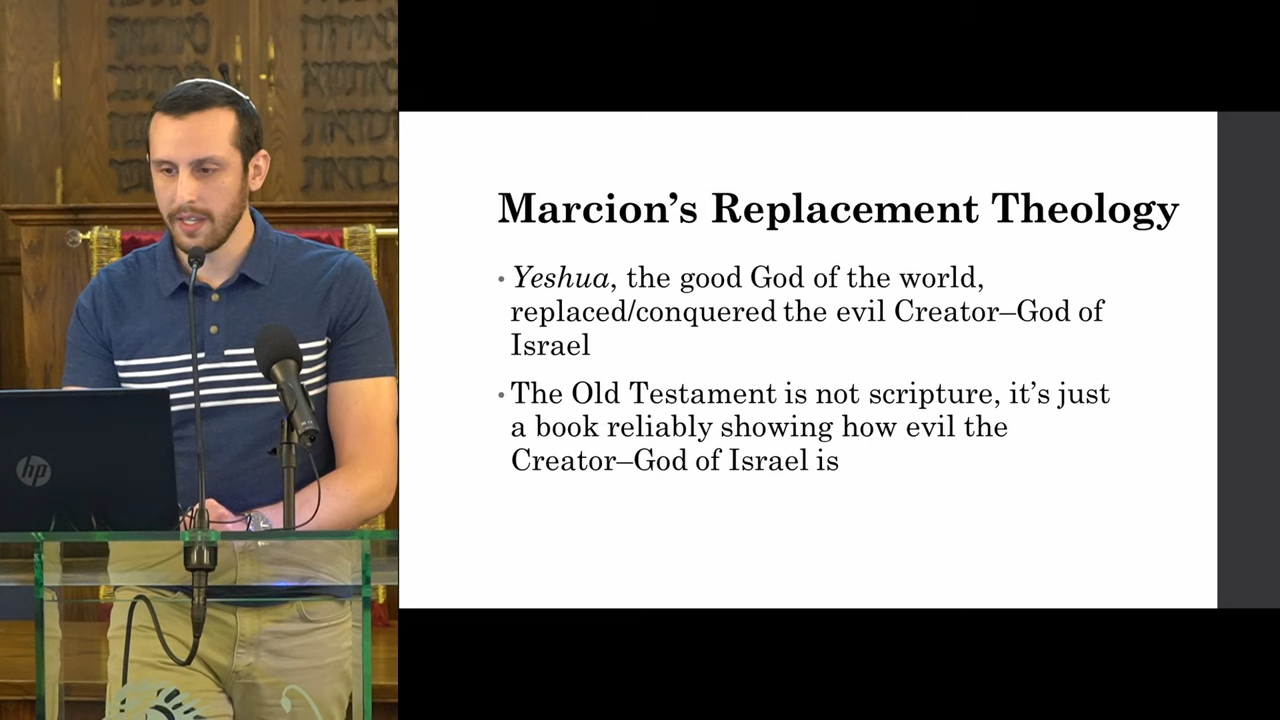 Marcion’s Replacement Theology
• Yeshua, the good God of the world,
replaced/conquered the evil Creator–God of
Israel
• The Old Testament is not scripture, it’s just
a book reliably showing how evil the
Creator–God of Israel is
hp